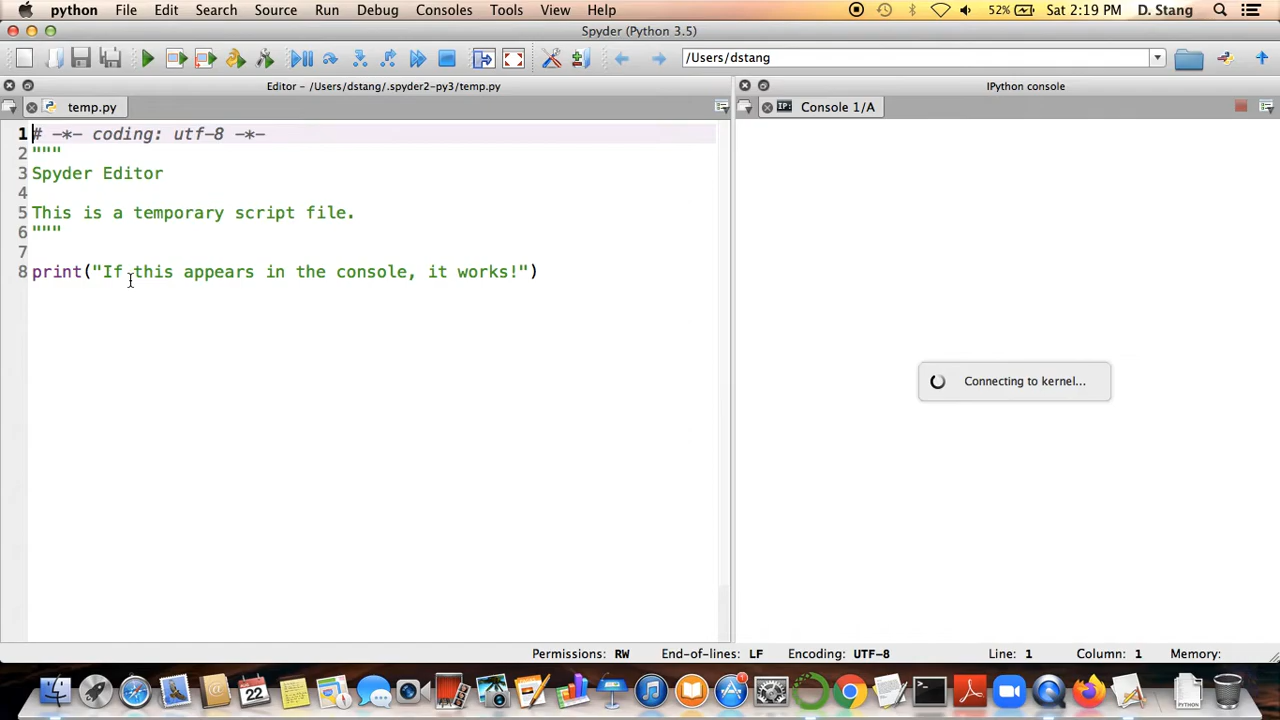 python File Edit Search Source Run Debug Consoles Tools View Help 52% Sat 2:19 PM D. Stang
Spyder (Python 3.5)
/Users/dstang
Editor - /Users/dstang/.spyder2-py3/temp.py
IPython console
temp.py
IP: Console 1/A
1 # -*- coding: utf-8 -*-
2 """
3 Spyder Editor
4
5 This is a temporary script file.
6 """
7
8 print("If this appears in the console, it works!")
Connecting to kernel...
Permissions: RW End-of-lines: LF Encoding: UTF-8 Line: 1 Column: 1 Memory:
22
PYTHON